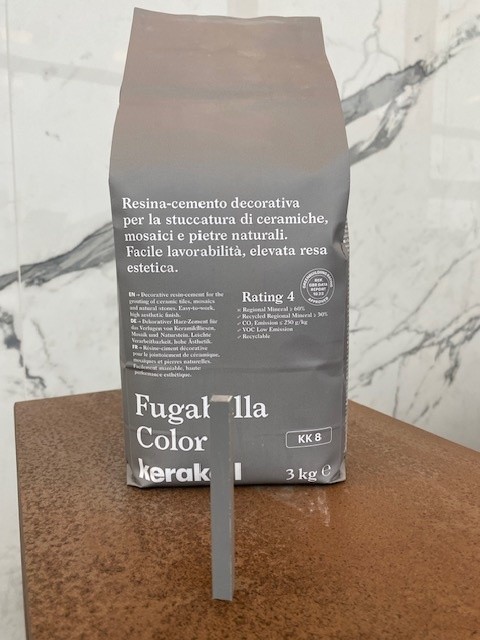 Resina-cemento decorativa
per la stuccatura di ceramiche,
mosaici e pietre naturali.
Facile lavorabilità, elevata resa
estetica.
EN – Decorative resin-cement for the
grouting of ceramic tiles, mosaics
and natural stones. Easy-to-work,
high aesthetic finish.
DE – Dekorativer Harz-Zement für
das Verfugen von Keramikfliesen,
Mosaik und Naturstein. Leichte
Verarbeitbarkeit, hohe Ästhetik.
FR – Résine-ciment décorative
pour le jointoiement de céramique,
mosaïques et pierres naturelles.
Facilement maniable, haute
performance esthétique.
Rating 4
Regional Mineral ≥ 60%
Recycled Regional Mineral ≥ 30%
CO₂ Emission ≤ 250 g/kg
VOC Low Emission
Recyclable
Fugabella
Color
KK 8
kerakoll
3 kg e